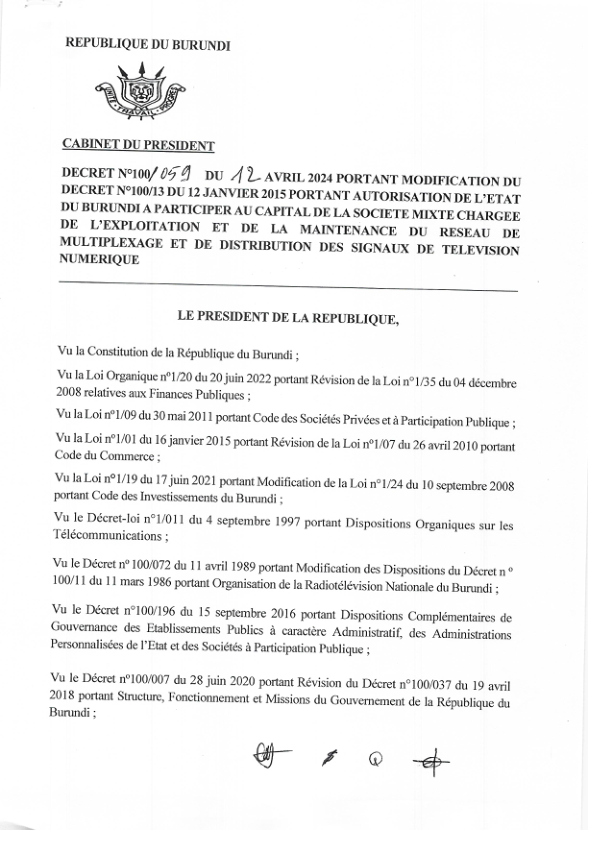 REPUBLIQUE DU BURUNDI
UNITE TRAVAIL PROGRES
CABINET DU PRESIDENT
DECRET N°100/059 DU 12 AVRIL 2024 PORTANT MODIFICATION DU
DECRET N°100/13 DU 12 JANVIER 2015 PORTANT AUTORISATION DE L'ETAT
DU BURUNDI A PARTICIPER AU CAPITAL DE LA SOCIETE MIXTE CHARGEE
DE L'EXPLOITATION ET DE LA MAINTENANCE DU RESEAU DE
MULTIPLEXAGE ET DE DISTRIBUTION DES SIGNAUX DE TELEVISION
NUMERIQUE
LE PRESIDENT DE LA REPUBLIQUE,
Vu la Constitution de la République du Burundi ;
Vu la Loi Organique n°1/20 du 20 juin 2022 portant Révision de la Loi n°1/35 du 04 décembre
2008 relatives aux Finances Publiques ;
Vu la Loi n°1/09 du 30 mai 2011 portant Code des Sociétés Privées et à Participation Publique ;
Vu la Loi n°1/01 du 16 janvier 2015 portant Révision de la Loi n°1/07 du 26 avril 2010 portant
Code du Commerce ;
Vu la Loi n°1/19 du 17 juin 2021 portant Modification de la Loi n°1/24 du 10 septembre 2008
portant Code des Investissements du Burundi ;
Vu le Décret-loi n°1/011 du 4 septembre 1997 portant Dispositions Organiques sur les
Télécommunications ;
Vu le Décret n° 100/072 du 11 avril 1989 portant Modification des Dispositions du Décret n °
100/11 du 11 mars 1986 portant Organisation de la Radiotélévision Nationale du Burundi ;
Vu le Décret n°100/196 du 15 septembre 2016 portant Dispositions Complémentaires de
Gouvernance des Etablissements Publics à caractère Administratif, des Administrations
Personnalisées de l'Etat et des Sociétés à Participation Publique ;
Vu le Décret n°100/007 du 28 juin 2020 portant Révision du Décret n°100/037 du 19 avril
2018 portant Structure, Fonctionnement et Missions du Gouvernement de la République du
Burundi ;